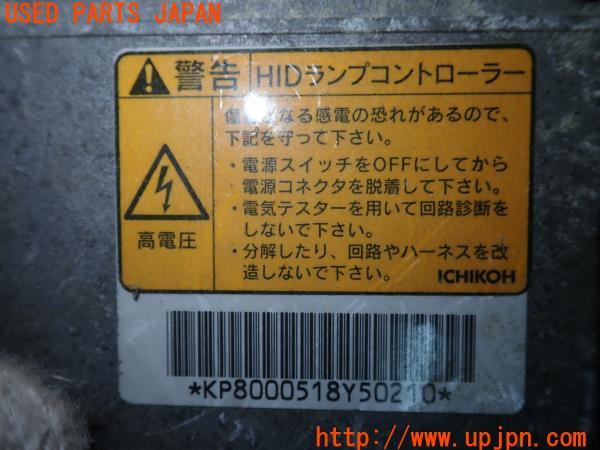 USED PARTS JAPAN
警告 HIDランプコントローラー
なる感電の恐れがあるので、
下記を守って下さい。
・電源スイッチをOFFにしてから
電源コネクタを脱着して下さい。
・電気テスターを用いて回路診断を
しないで下さい。
・分解したり、回路やハーネスを改
造しないで下さい。
高電圧
ICHIKOH
*KP8000518Y50210*
http://www.upjpn.com/